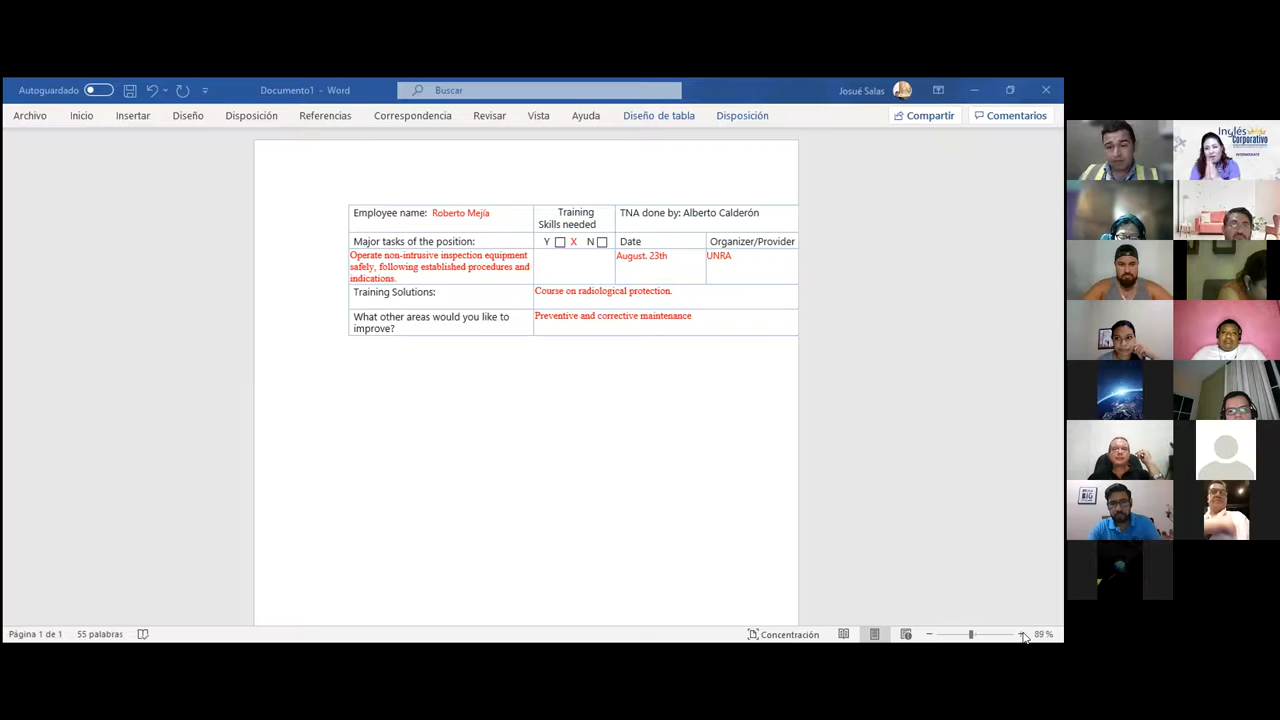 Autoguardado
Documento1 - Word
Buscar
Josué Salas
Archivo Inicio Insertar Diseño Disposición Referencias Correspondencia Revisar Vista Ayuda Diseño de tabla Disposición Compartir Comentarios
Employee name: Roberto Mejía
Training
Skills needed
TNA done by: Alberto Calderón
Major tasks of the position:
Y X N
Date
Organizer/Provider
Operate non-intrusive inspection equipment
safely, following established procedures and
indications.
August. 23th
UNRA
Training Solutions:
Course on radiological protection.
What other areas would you like to
improve?
Preventive and corrective maintenance
Página 1 de 1 55 palabras
Concentración
89 %
Inglés
Corporativo
INTERMEDIATE
BIG